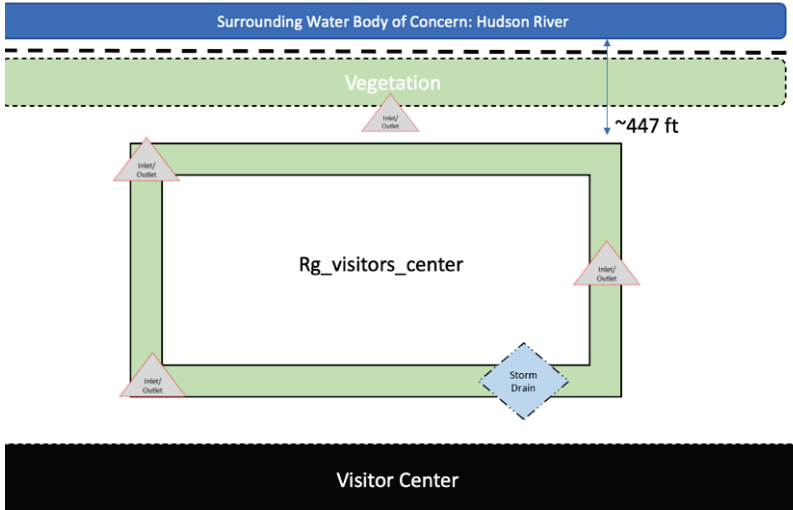 Surrounding Water Body of Concern: Hudson River
Vegetation
Inlet/
Outlet
~447 ft
Inlet/
Outlet
Rg_visitors_center
Inlet/
Outlet
Storm
Drain
Inlet/
Outlet
Visitor Center